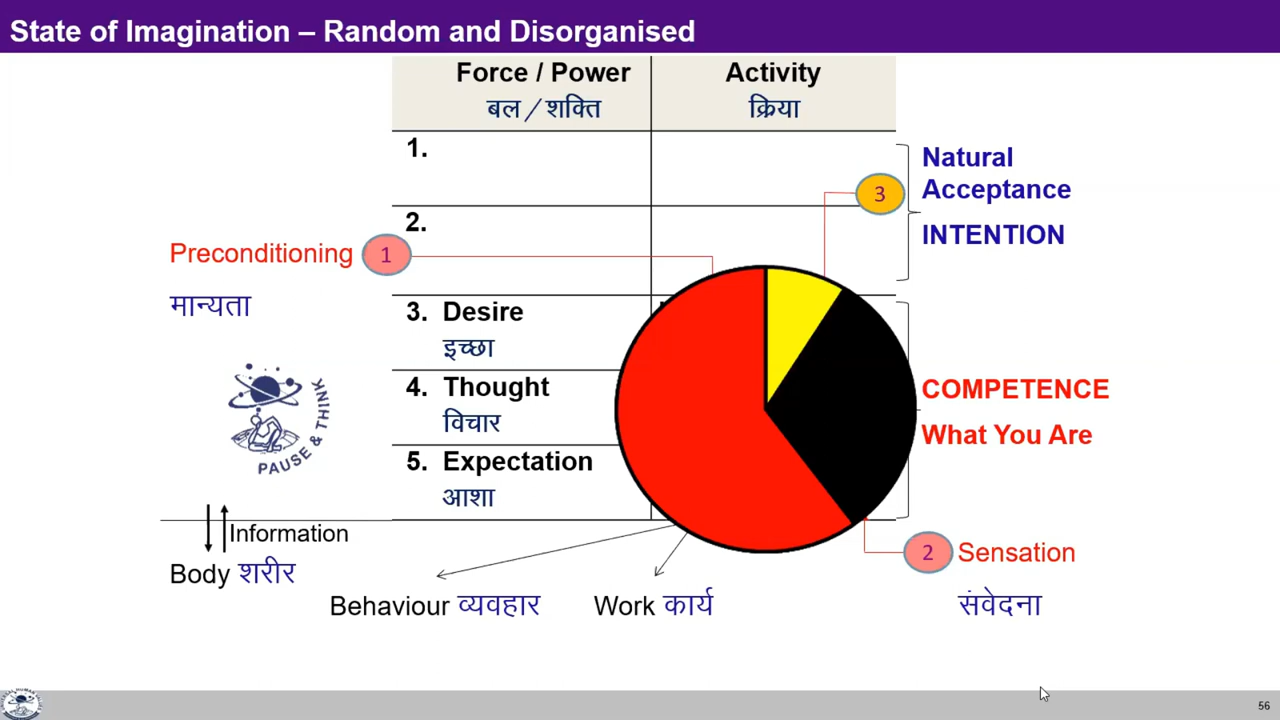 State of Imagination – Random and Disorganised
Force / Power
बल / शक्ति
Activity
क्रिया
1.
2.
3. Desire
इच्छा
4. Thought
विचार
5. Expectation
आशा
Natural
Acceptance
INTENTION
3
Preconditioning
1
मान्यता
PAUSE & THINK
COMPETENCE
What You Are
Information
Body शरीर
2
Sensation
संवेदना
Behaviour व्यवहार
Work कार्य
56